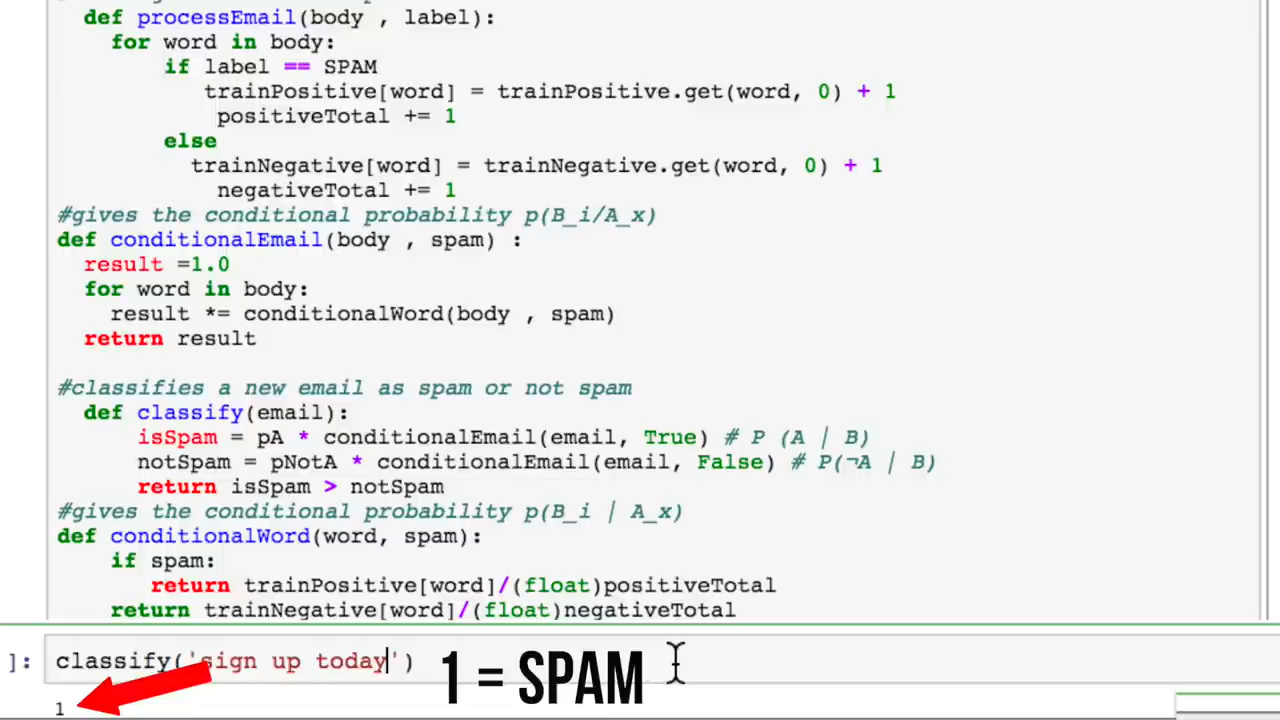 def processEmail(body , label):
for word in body:
if label == SPAM
trainPositive[word] = trainPositive.get(word, 0) + 1
positiveTotal += 1
else
trainNegative[word] = trainNegative.get(word, 0) + 1
negativeTotal += 1
#gives the conditional probability p(B_i/A_x)
def conditionalEmail(body , spam) :
result =1.0
for word in body:
result *= conditionalWord(body , spam)
return result
#classifies a new email as spam or not spam
def classify(email):
isSpam = pA * conditionalEmail(email, True) # P (A | B)
notSpam = pNotA * conditionalEmail(email, False) # P(¬A | B)
return isSpam > notSpam
#gives the conditional probability p(B_i | A_x)
def conditionalWord(word, spam):
if spam:
return trainPositive[word]/(float)positiveTotal
return trainNegative[word]/(float)negativeTotal
]: classify('sign up today')
1 = SPAM
1